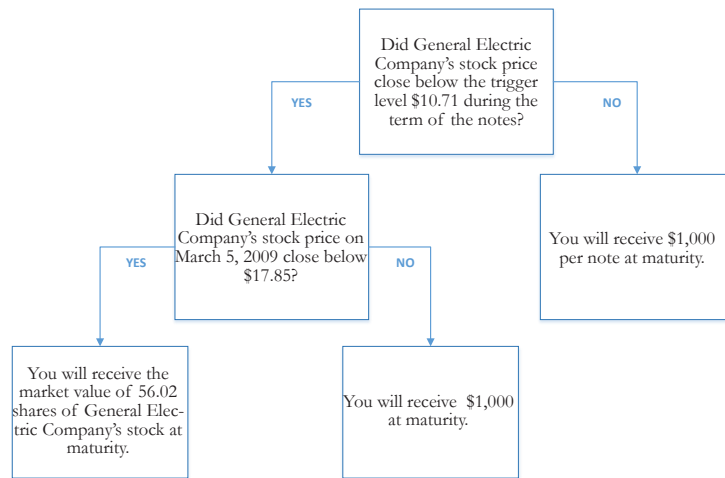 Did General Electric
Company's stock price
close below the trigger
level $10.71 during the
term of the notes?
YES
NO
Did General Electric
Company's stock price on
March 5, 2009 close below
$17.85?
You will receive $1,000
per note at maturity.
YES
NO
You will receive the
market value of 56.02
shares of General Elec-
tric Company's stock at
maturity.
You will receive $1,000
at maturity.